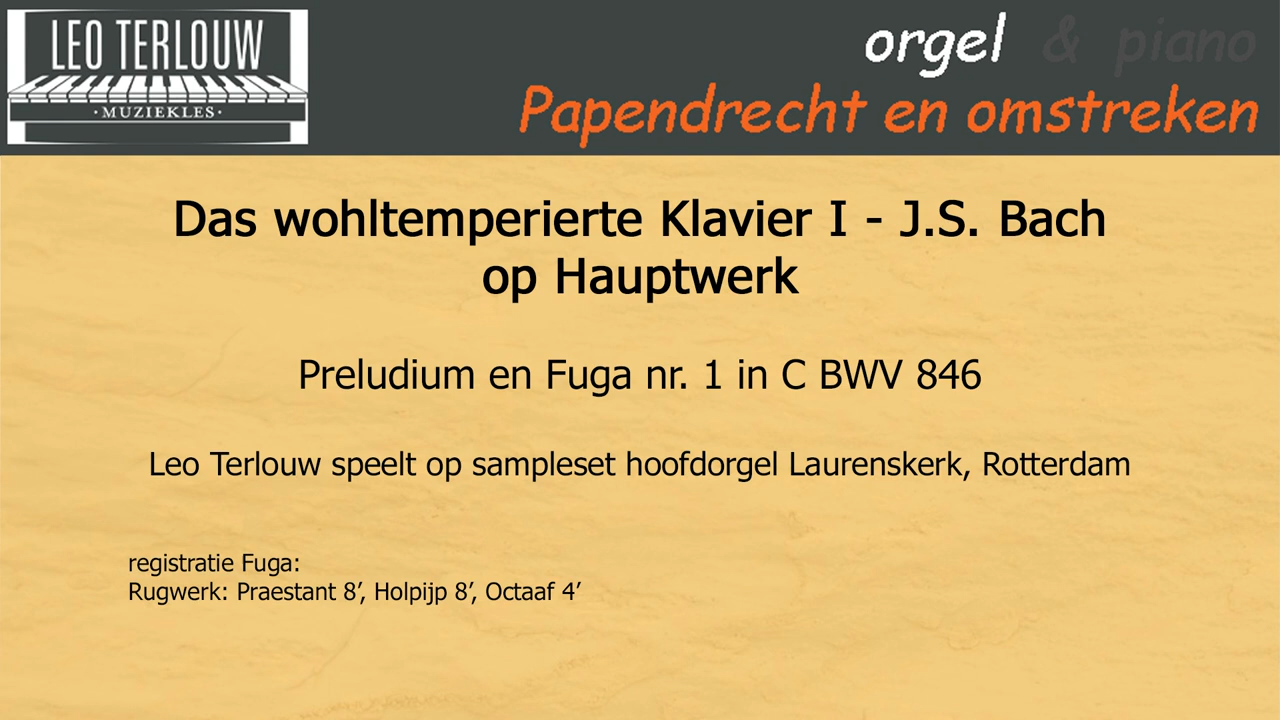 LEO TERLOUW
·MUZIEKLES·
orgel & piano
Papendrecht en omstreken
Das wohltemperierte Klavier I - J.S. Bach
op Hauptwerk
Preludium en Fuga nr. 1 in C BWV 846
Leo Terlouw speelt op sampleset hoofdorgel Laurenskerk, Rotterdam
registratie Fuga:
Rugwerk: Praestant 8’, Holpijp 8’, Octaaf 4’